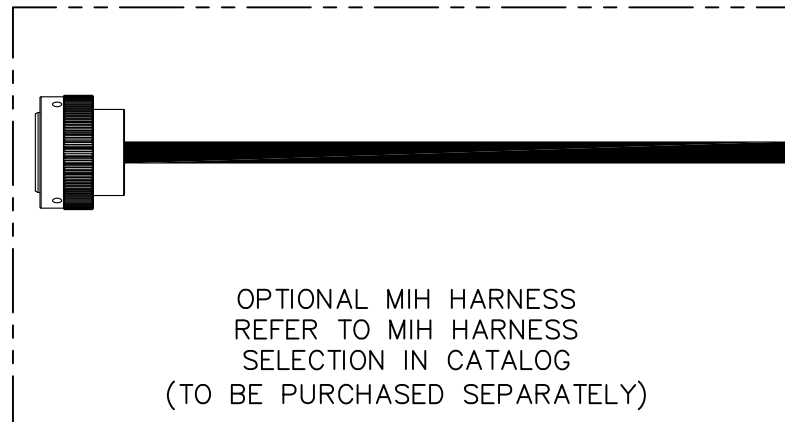 OPTIONAL MIH HARNESS
REFER TO MIH HARNESS
SELECTION IN CATALOG
(TO BE PURCHASED SEPARATELY)